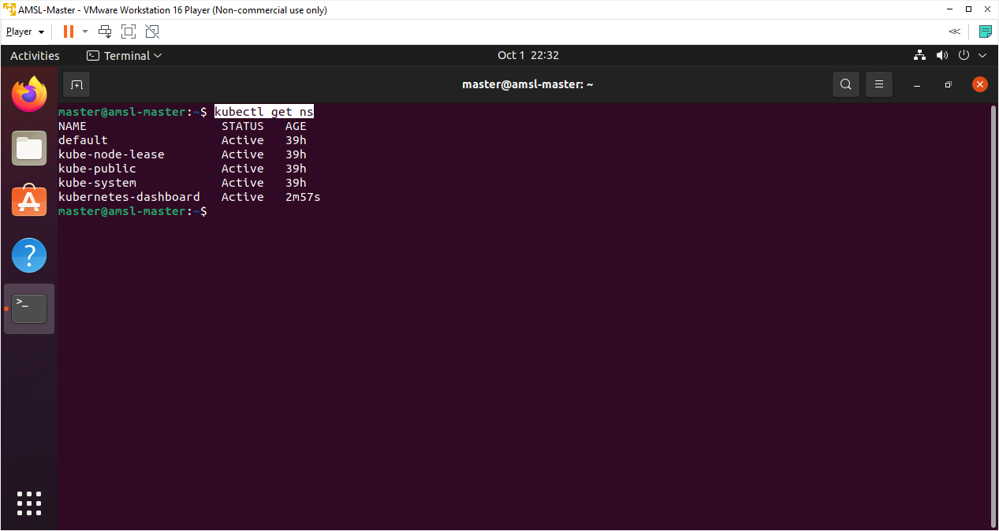 AMSL-Master - VMware Workstation 16 Player (Non-commercial use only)
Player
Activities
Terminal
Oct 1 22:32
master@amsl-master: ~
master@amsl-master:~$ kubectl get ns
NAME STATUS AGE
default Active 39h
kube-node-lease Active 39h
kube-public Active 39h
kube-system Active 39h
kubernetes-dashboard Active 2m57s
master@amsl-master:~$